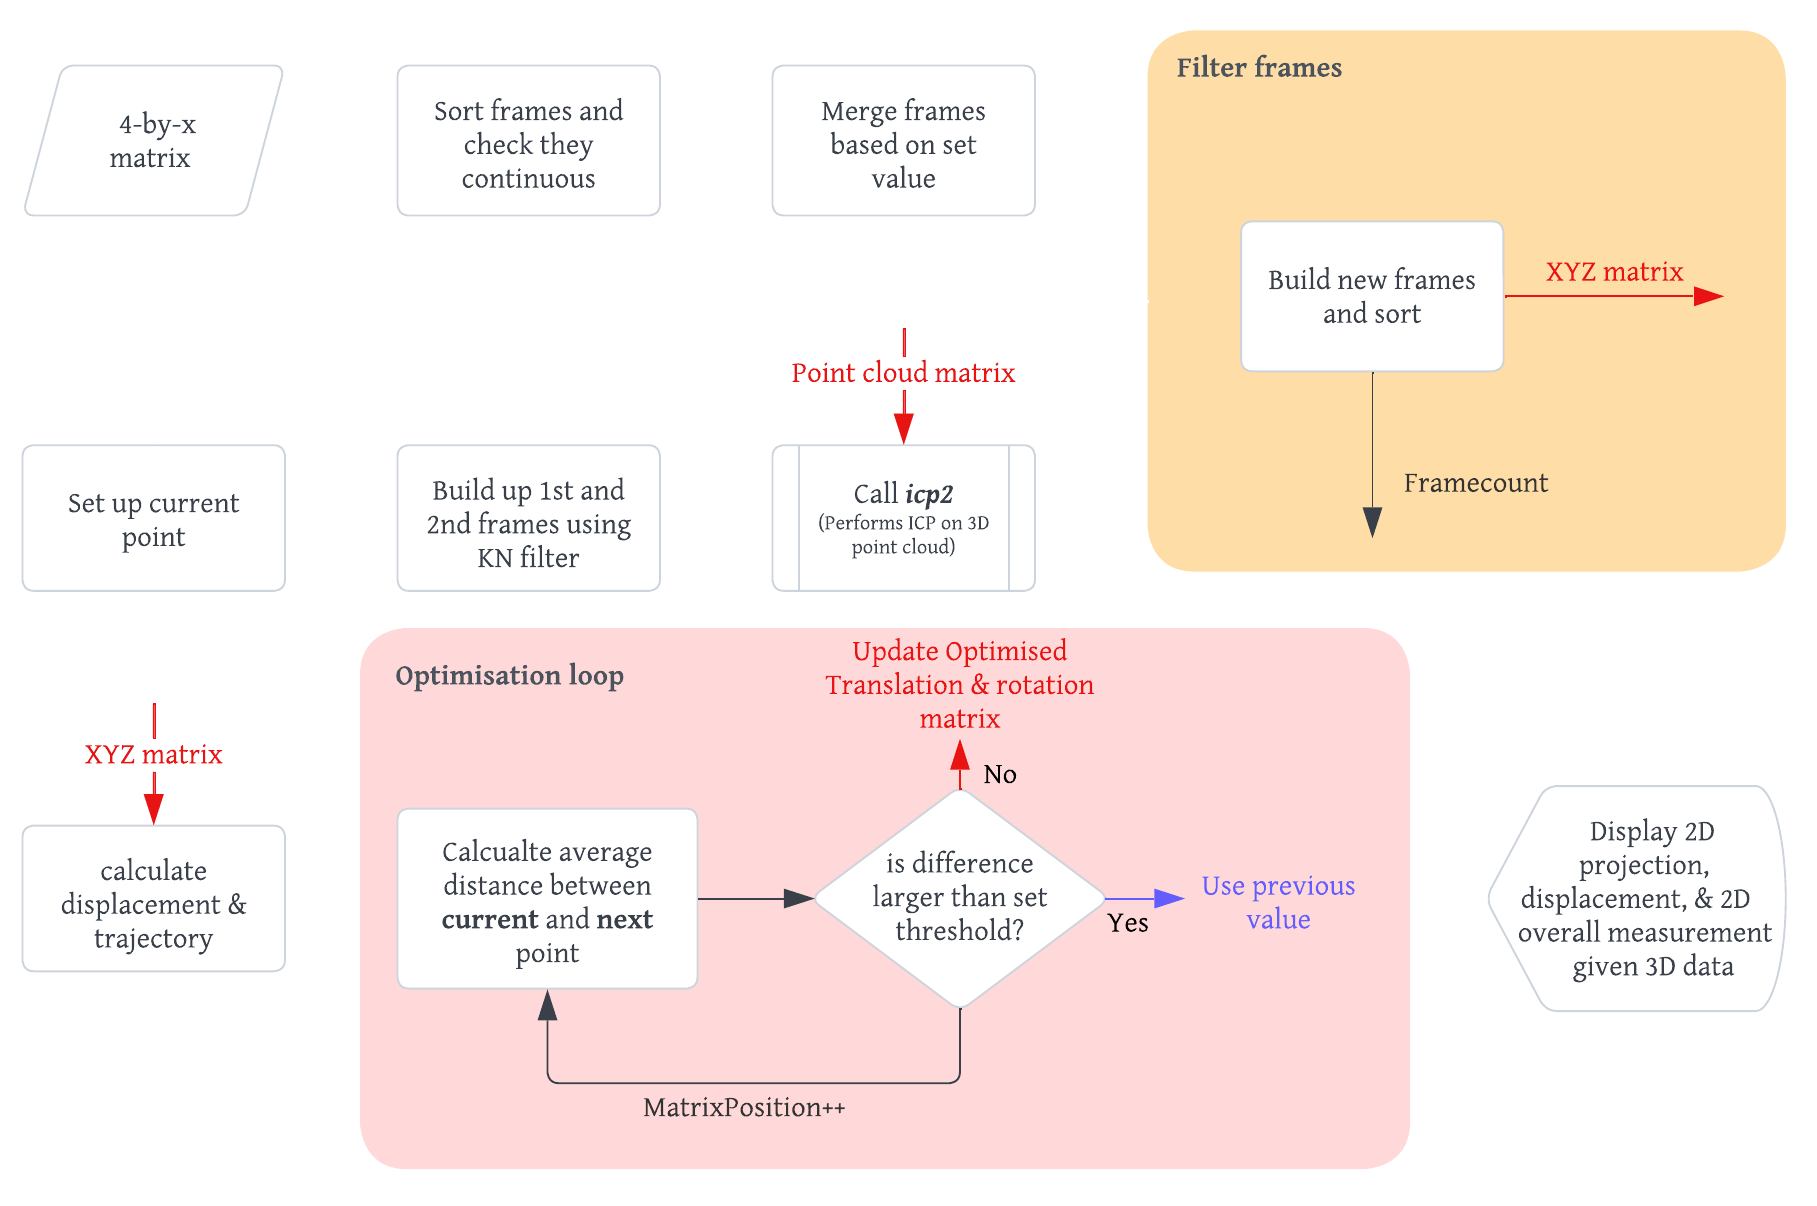 4-by-x
matrix
Sort frames and
check they
continuous
Merge frames
based on set
value
Filter frames
Build new frames
and sort
XYZ matrix
Framecount
Point cloud matrix
Set up current
point
Build up 1st and
2nd frames using
KN filter
Call icp2
(Performs ICP on 3D
point cloud)
XYZ matrix
calculate
displacement &
trajectory
Optimisation loop
Update Optimised
Translation & rotation
matrix
No
Calcualte average
distance between
current and next
point
is difference
larger than set
threshold?
Yes
Use previous
value
MatrixPosition++
Display 2D
projection,
displacement, & 2D
overall measurement
given 3D data